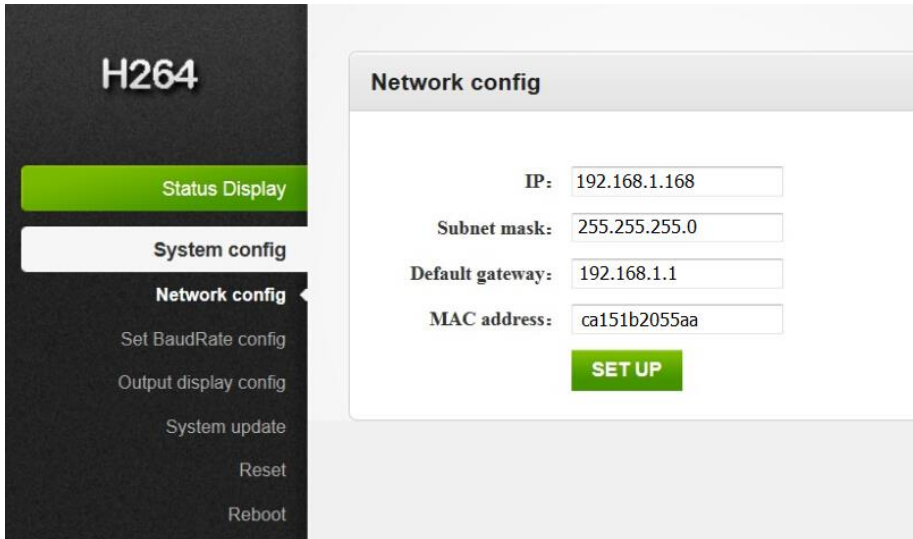 H264
Status Display
System config
Network config
Set BaudRate config
Output display config
System update
Reset
Reboot
Network config
IP: 192.168.1.168
Subnet mask: 255.255.255.0
Default gateway: 192.168.1.1
MAC address: ca151b2055aa
SET UP